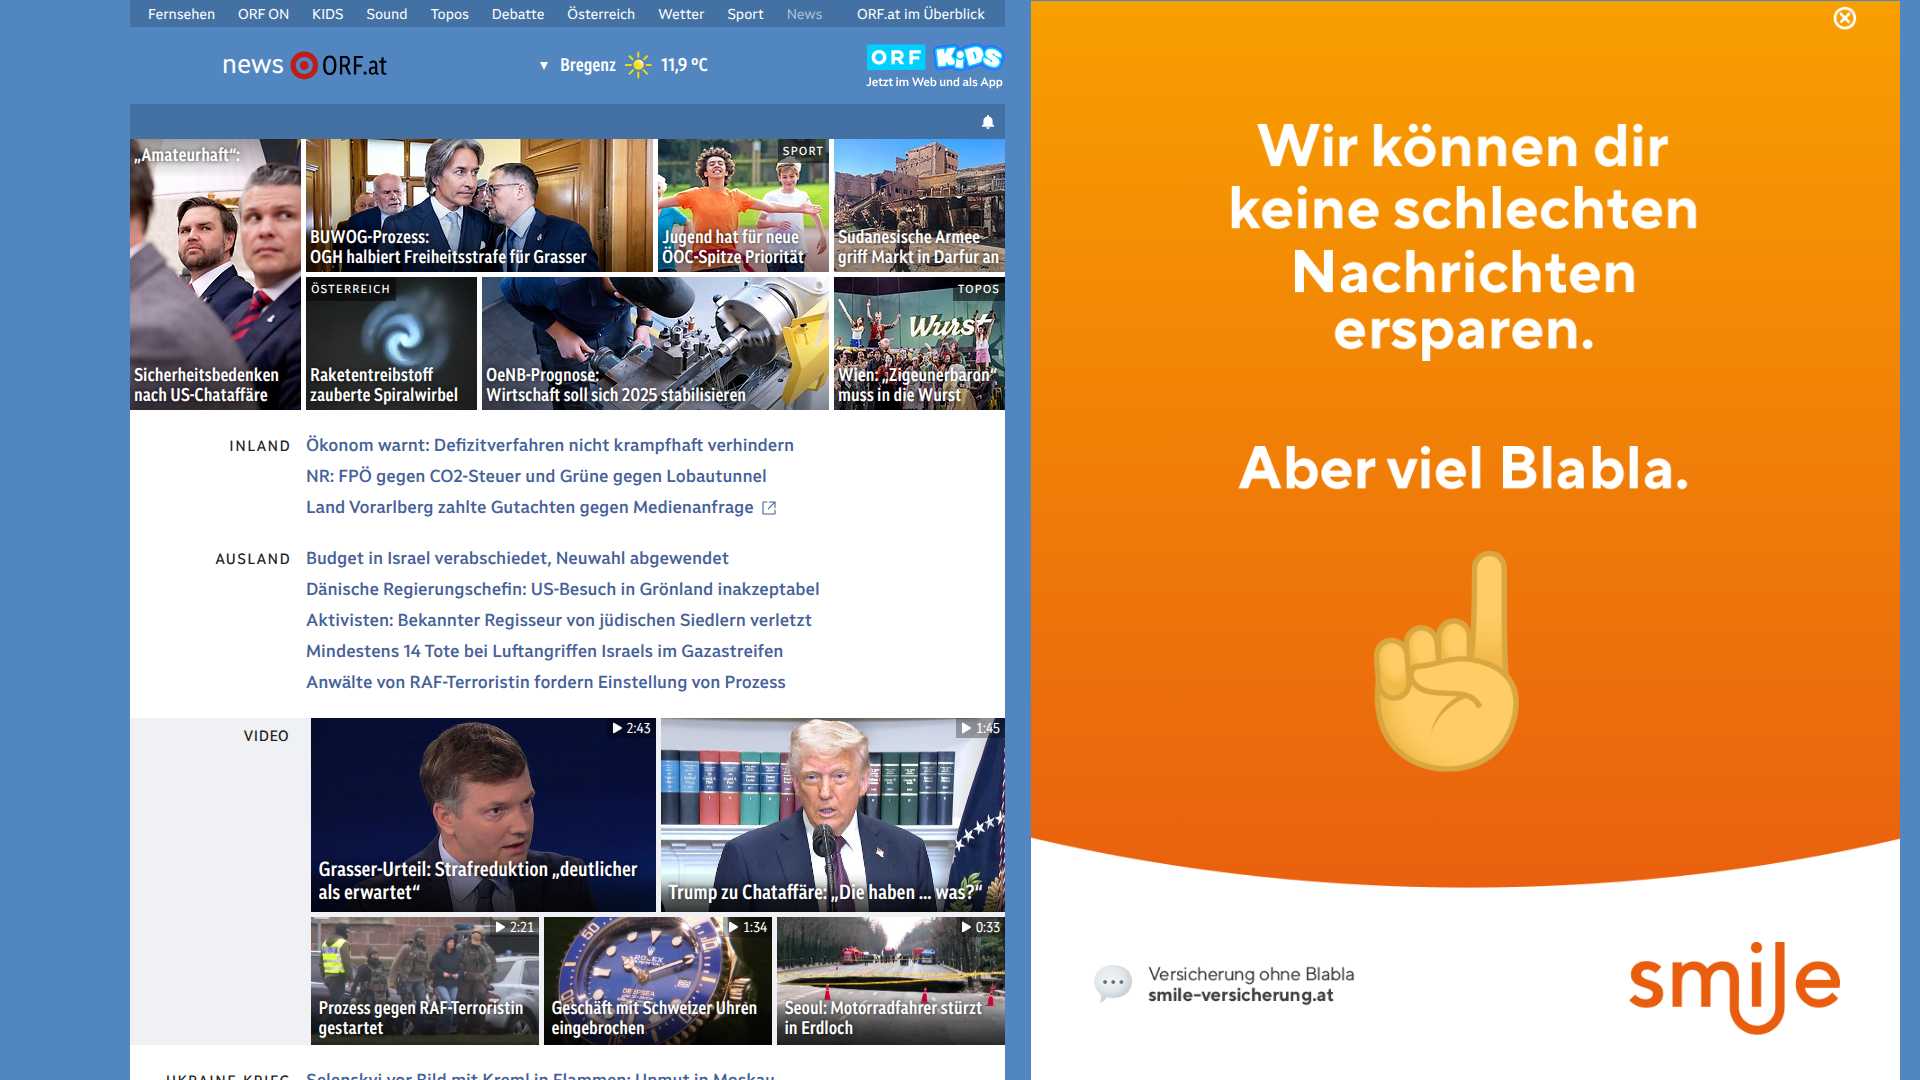 Fernsehen ORF ON KIDS Sound Topos Debatte Österreich Wetter Sport News ORF.at im Überblick
news ORF.at
Bregenz 11,9 °C
ORF KiDS
Jetzt im Web und als App
„Amateurhaft“:
Sicherheitsbedenken
nach US-Chataffäre
BUWOG-Prozess:
OGH halbiert Freiheitsstrafe für Grasser
SPORT
Jugend hat für neue
ÖOC-Spitze Priorität
Sudanesische Armee
griff Markt in Darfur an
ÖSTERREICH
Raketentreibstoff
zauberte Spiralwirbel
OeNB-Prognose:
Wirtschaft soll sich 2025 stabilisieren
TOPOS
Wurst
Wien: „Zigeunerbaron“
muss in die Wurst
INLAND
Ökonom warnt: Defizitverfahren nicht krampfhaft verhindern
NR: FPÖ gegen CO2-Steuer und Grüne gegen Lobautunnel
Land Vorarlberg zahlte Gutachten gegen Medienanfrage
AUSLAND
Budget in Israel verabschiedet, Neuwahl abgewendet
Dänische Regierungschefin: US-Besuch in Grönland inakzeptabel
Aktivisten: Bekannter Regisseur von jüdischen Siedlern verletzt
Mindestens 14 Tote bei Luftangriffen Israels im Gazastreifen
Anwälte von RAF-Terroristin fordern Einstellung von Prozess
VIDEO
2:43
Grasser-Urteil: Strafreduktion „deutlicher
als erwartet“
1:45
Trump zu Chataffäre: „Die haben ... was?“
2:21
Prozess gegen RAF-Terroristin
gestartet
1:34
ROLEX
Geschäft mit Schweizer Uhren
eingebrochen
0:33
Seoul: Motorradfahrer stürzt
in Erdloch
UKRAINE-KRIEG
Selenskyj vor Bild mit Kreml in Flammen: Unmut in Moskau
Wir können dir
keine schlechten
Nachrichten
ersparen.
Aber viel Blabla.
Versicherung ohne Blabla
smile-versicherung.at
smile